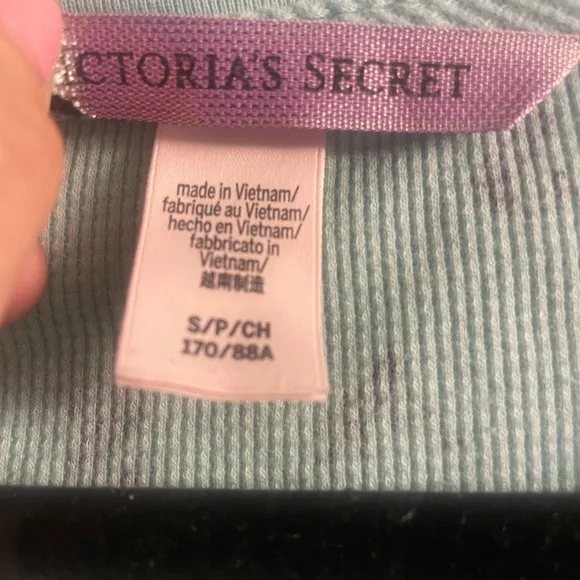 CTORIA'S SECRET
made in Vietnam/
fabriqué au Vietnam/
hecho en Vietnam/
fabbricato in
Vietnam/
越南制造
S/P/CH
170/88A